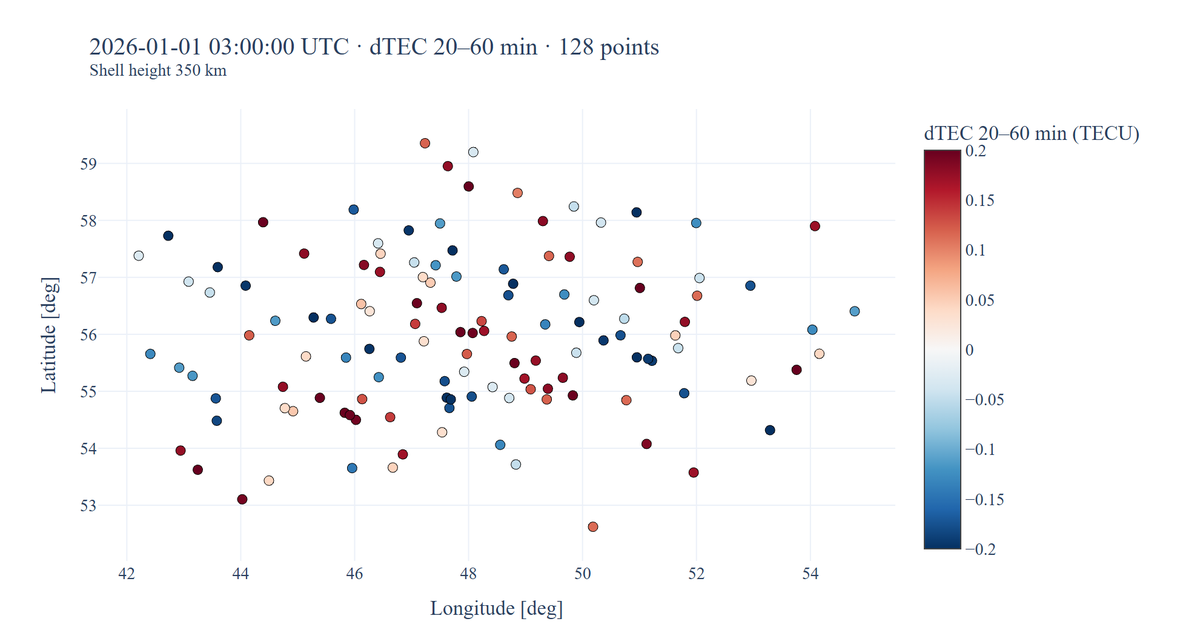 2026-01-01 03:00:00 UTC · dTEC 20–60 min · 128 points
Shell height 350 km
dTEC 20–60 min (TECU)
0.2
0.15
0.1
0.05
0
−0.05
−0.1
−0.15
−0.2
Latitude [deg]
59
58
57
56
55
54
53
42 44 46 48 50 52 54
Longitude [deg]